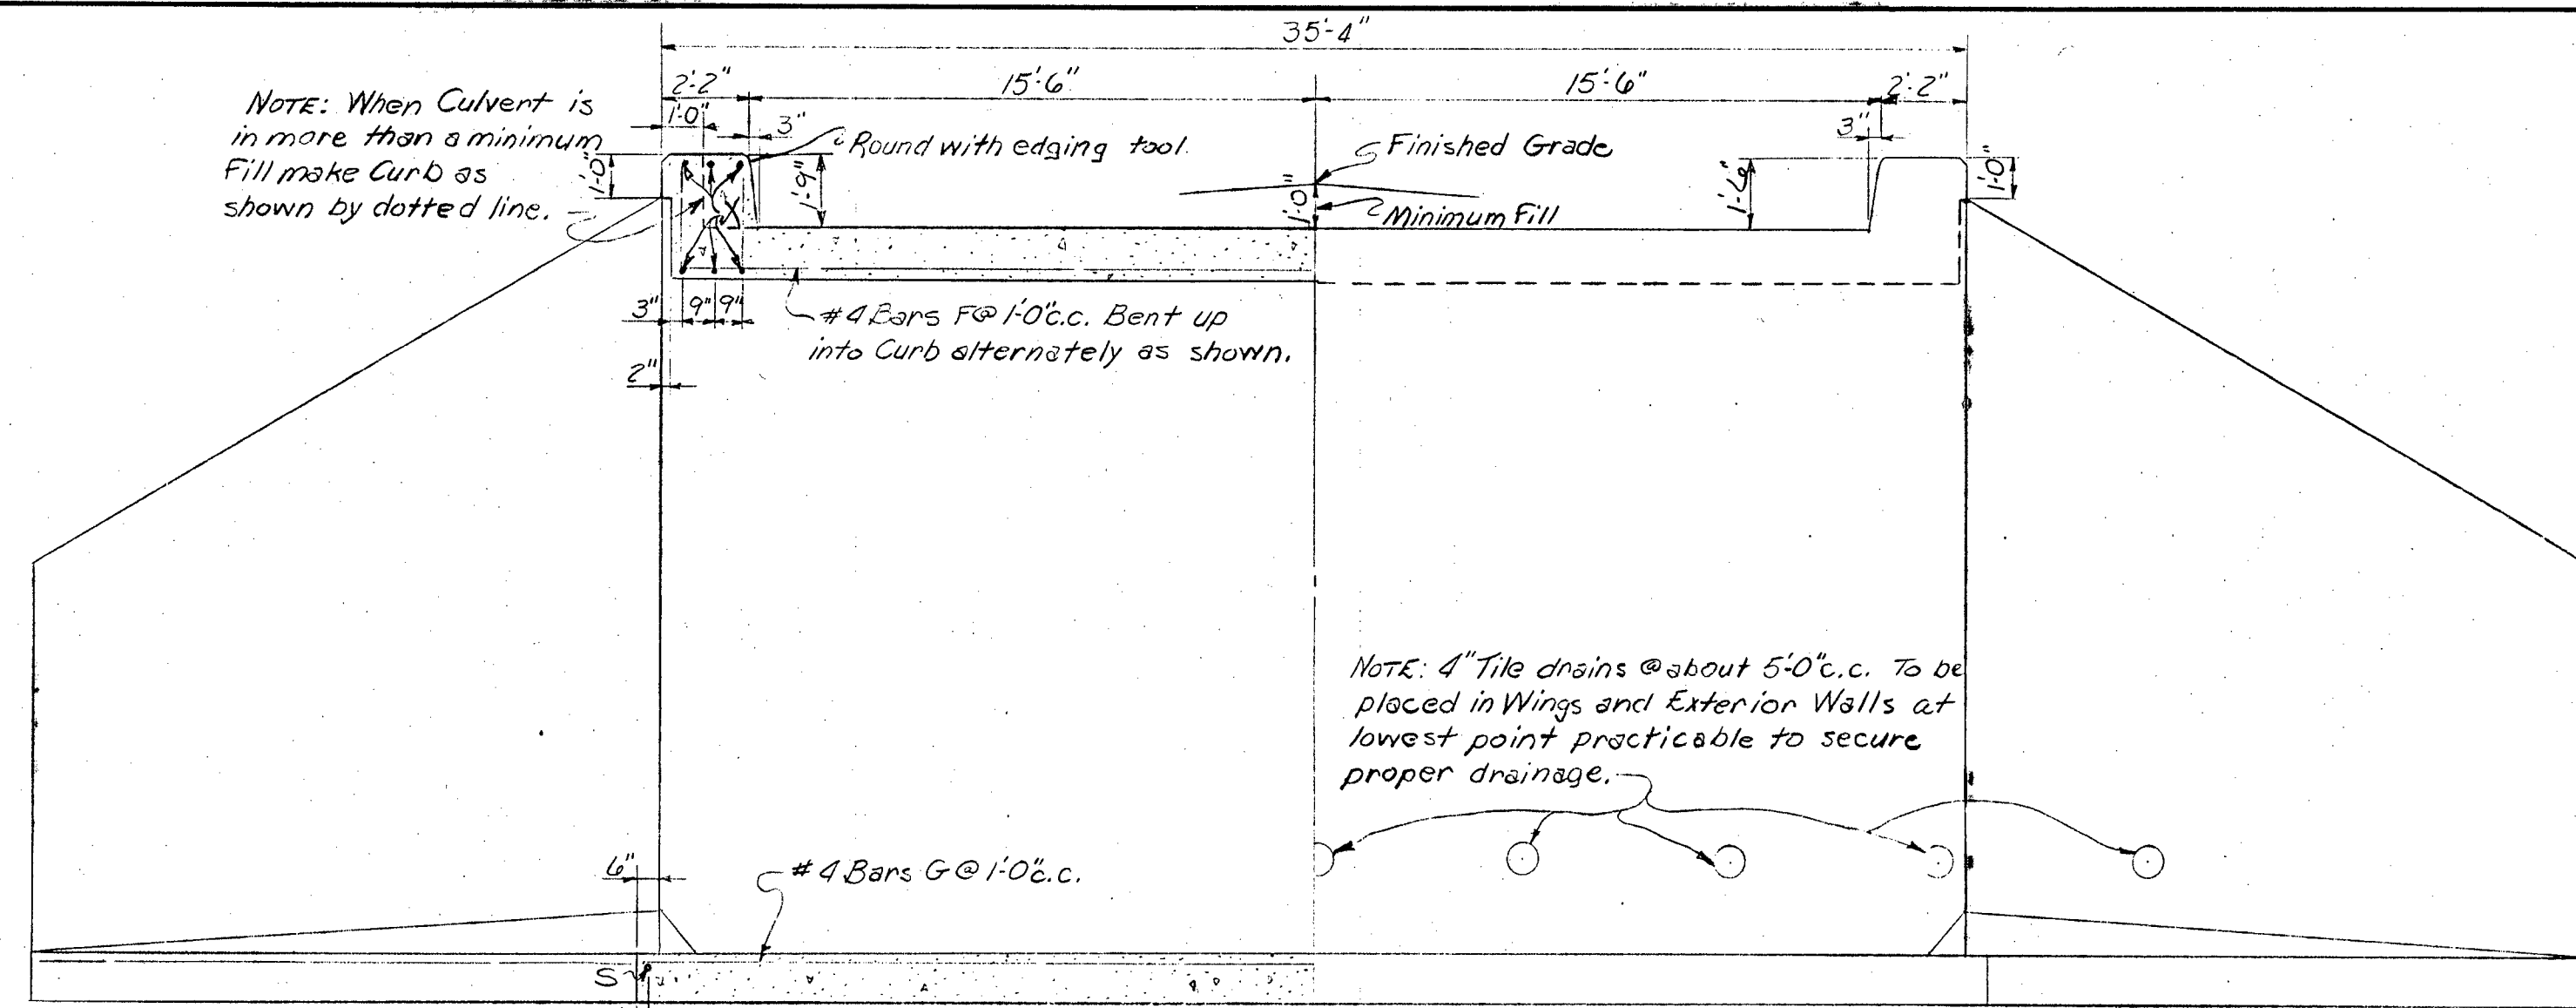 35'-4"
2'-2" 15'-6" 15'-6" 2'-2"
1'-0" 3" 3"
NOTE: When Culvert is
in more than a minimum
Fill make Curb as
shown by dotted line.
1'-0"
X
1'-9"
Round with edging tool.
Finished Grade
1'-0"
Minimum Fill
1'-6"
1'-0"
3" 9" 9"
2"
#4 Bars F@ 1'-0"c.c. Bent up
into Curb alternately as shown.
NOTE: 4" Tile drains @ about 5'-0"c.c. To be
placed in Wings and Exterior Walls at
lowest point practicable to secure
proper drainage.
6"
#4 Bars G@ 1'-0"c.c.
S